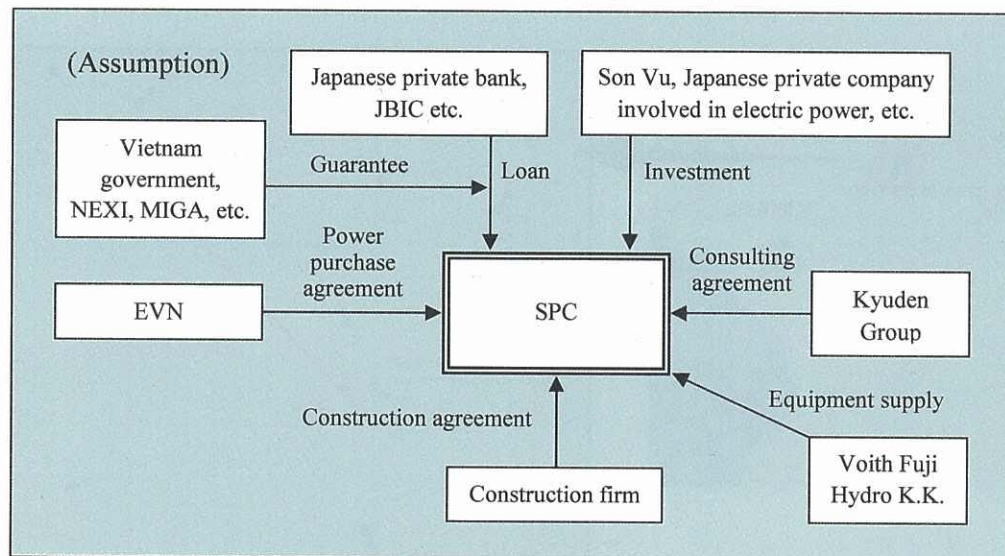 (Assumption)
Japanese private bank,
JBIC etc.
Son Vu, Japanese private company
involved in electric power, etc.
Vietnam
government,
NEXI, MIGA, etc.
Guarantee
Loan
Investment
Power
purchase
agreement
Consulting
agreement
EVN
SPC
Kyuden
Group
Construction agreement
Equipment supply
Construction firm
Voith Fuji
Hydro K.K.